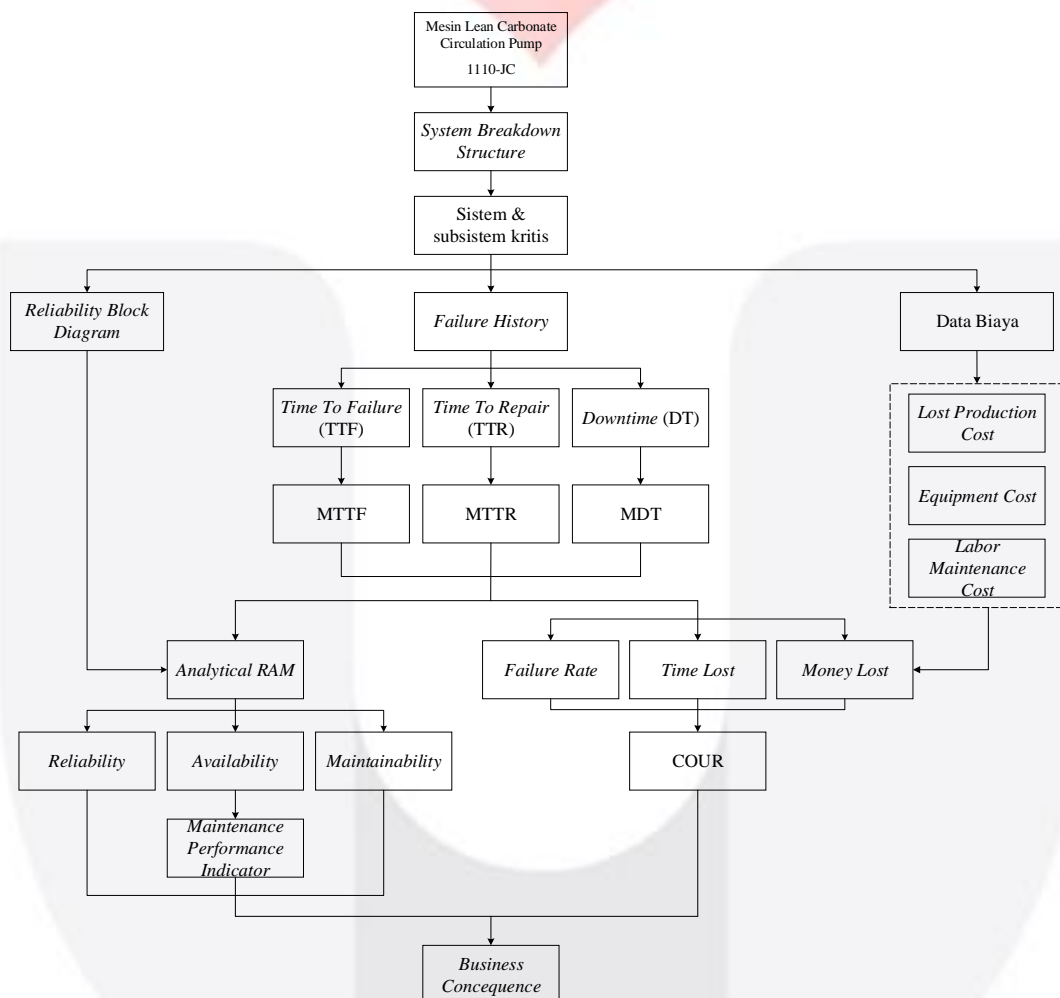 Mesin Lean Carbonate
Circulation Pump
1110-JC
System Breakdown
Structure
Sistem &
subsistem kritis
Reliability Block
Diagram
Failure History
Data Biaya
Time To Failure
(TTF)
Time To Repair
(TTR)
Downtime (DT)
Lost Production
Cost
Equipment Cost
Labor
Maintenance
Cost
MTTF
MTTR
MDT
Analytical RAM
Failure Rate
Time Lost
Money Lost
Reliability
Availability
Maintainability
COUR
Maintenance
Performance
Indicator
Business
Concequence